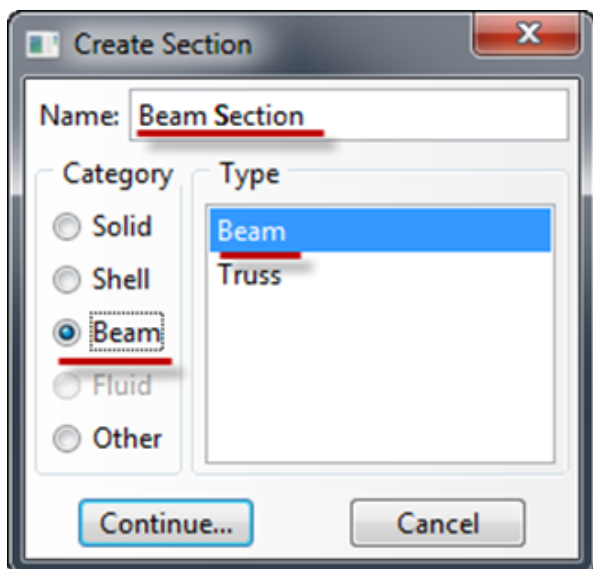 Create Section
Name: Beam Section
Category
Type
Solid
Shell
Beam
Fluid
Other
Beam
Truss
Continue...
Cancel